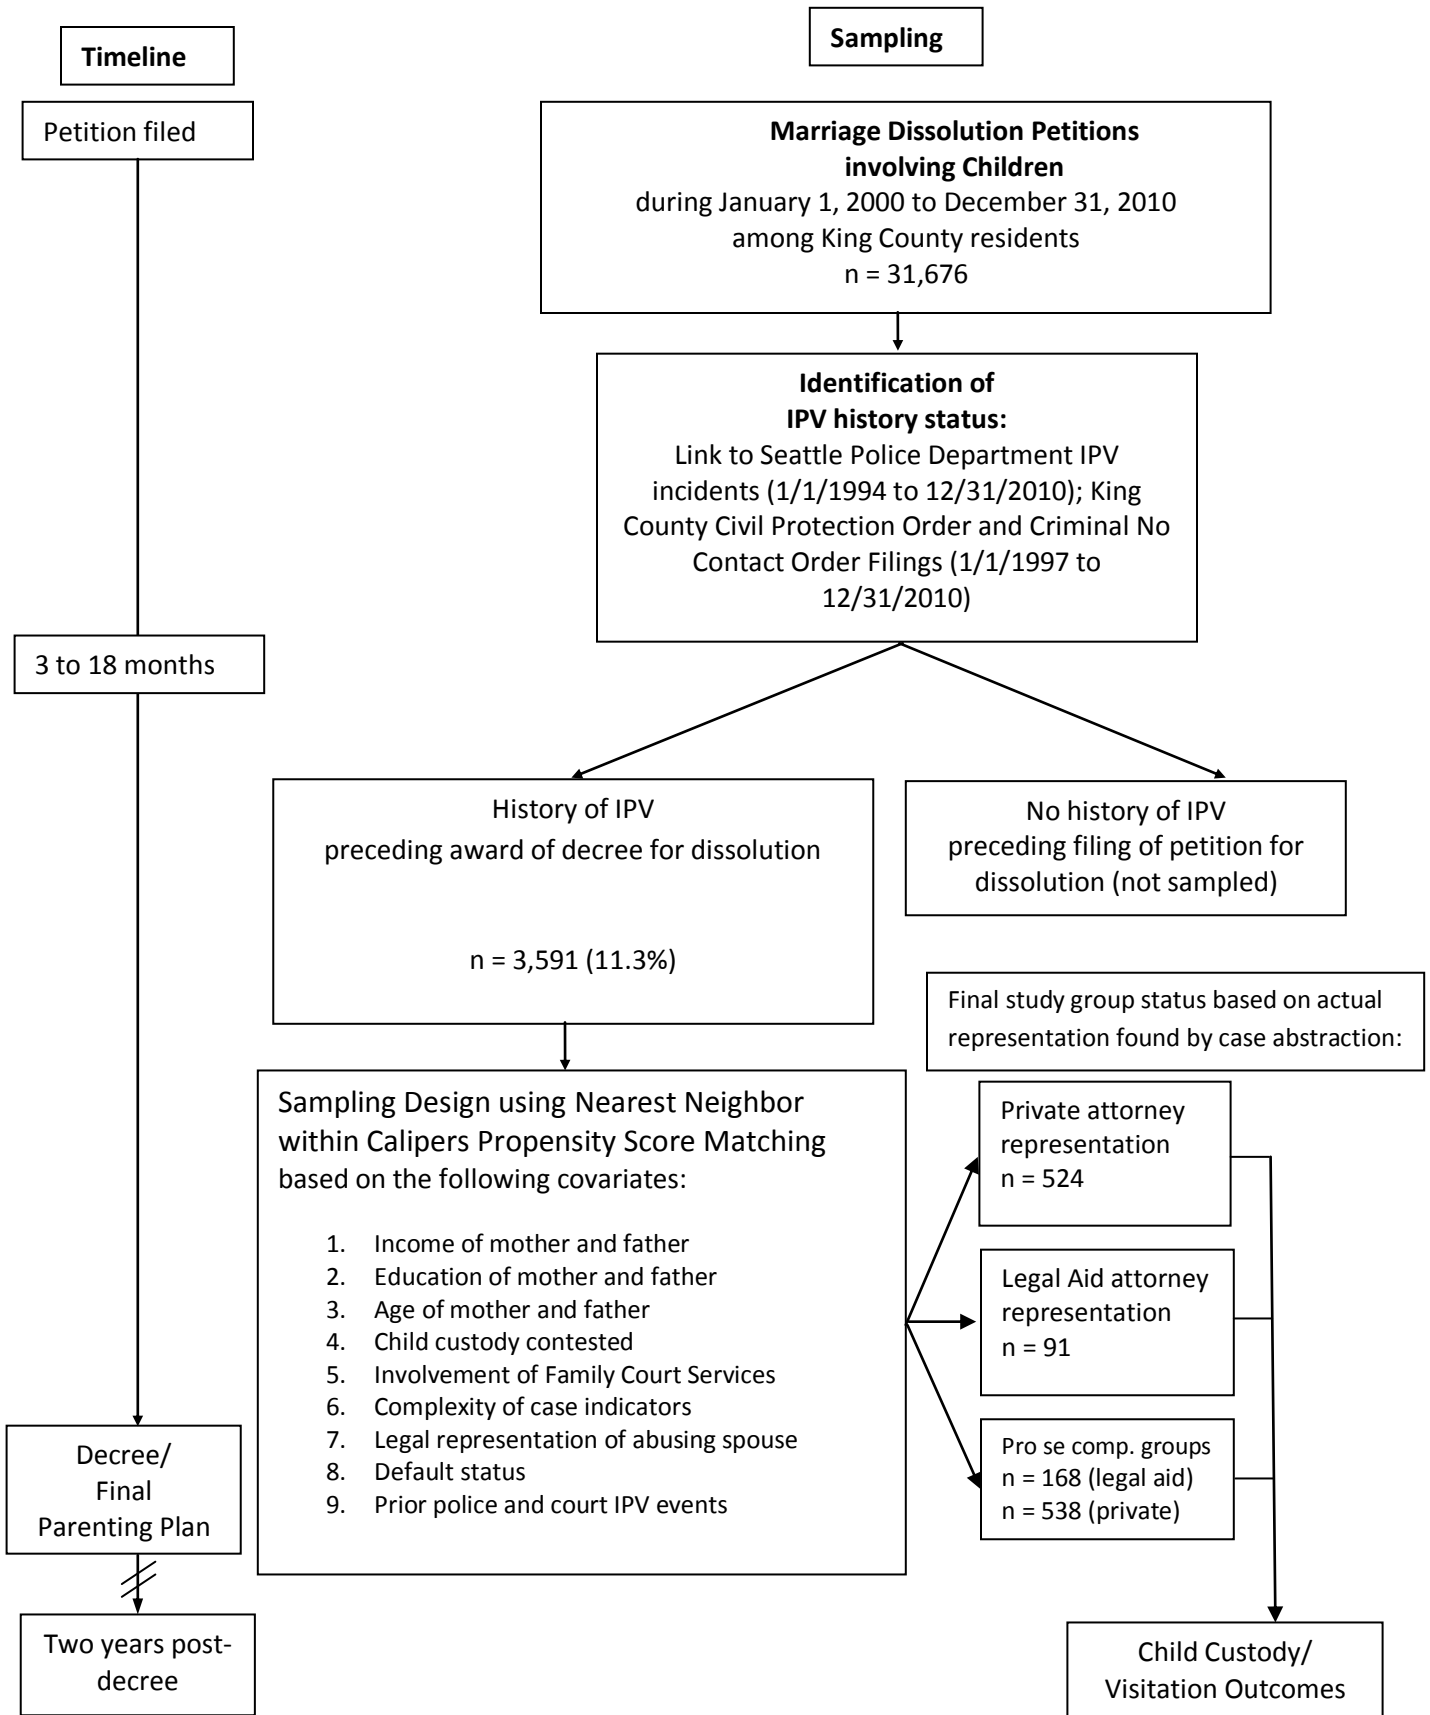 Timeline
Petition filed
3 to 18 months
Decree/
Final
Parenting Plan
Two years post-
decree
Sampling
Marriage Dissolution Petitions
involving Children
during January 1, 2000 to December 31, 2010
among King County residents
n = 31,676
Identification of
IPV history status:
Link to Seattle Police Department IPV
incidents (1/1/1994 to 12/31/2010); King
County Civil Protection Order and Criminal No
Contact Order Filings (1/1/1997 to
12/31/2010)
History of IPV
preceding award of decree for dissolution
n = 3,591 (11.3%)
No history of IPV
preceding filing of petition for
dissolution (not sampled)
Sampling Design using Nearest Neighbor
within Calipers Propensity Score Matching
based on the following covariates:
1. Income of mother and father
2. Education of mother and father
3. Age of mother and father
4. Child custody contested
5. Involvement of Family Court Services
6. Complexity of case indicators
7. Legal representation of abusing spouse
8. Default status
9. Prior police and court IPV events
Final study group status based on actual
representation found by case abstraction:
Private attorney
representation
n = 524
Legal Aid attorney
representation
n = 91
Pro se comp. groups
n = 168 (legal aid)
n = 538 (private)
Child Custody/
Visitation Outcomes